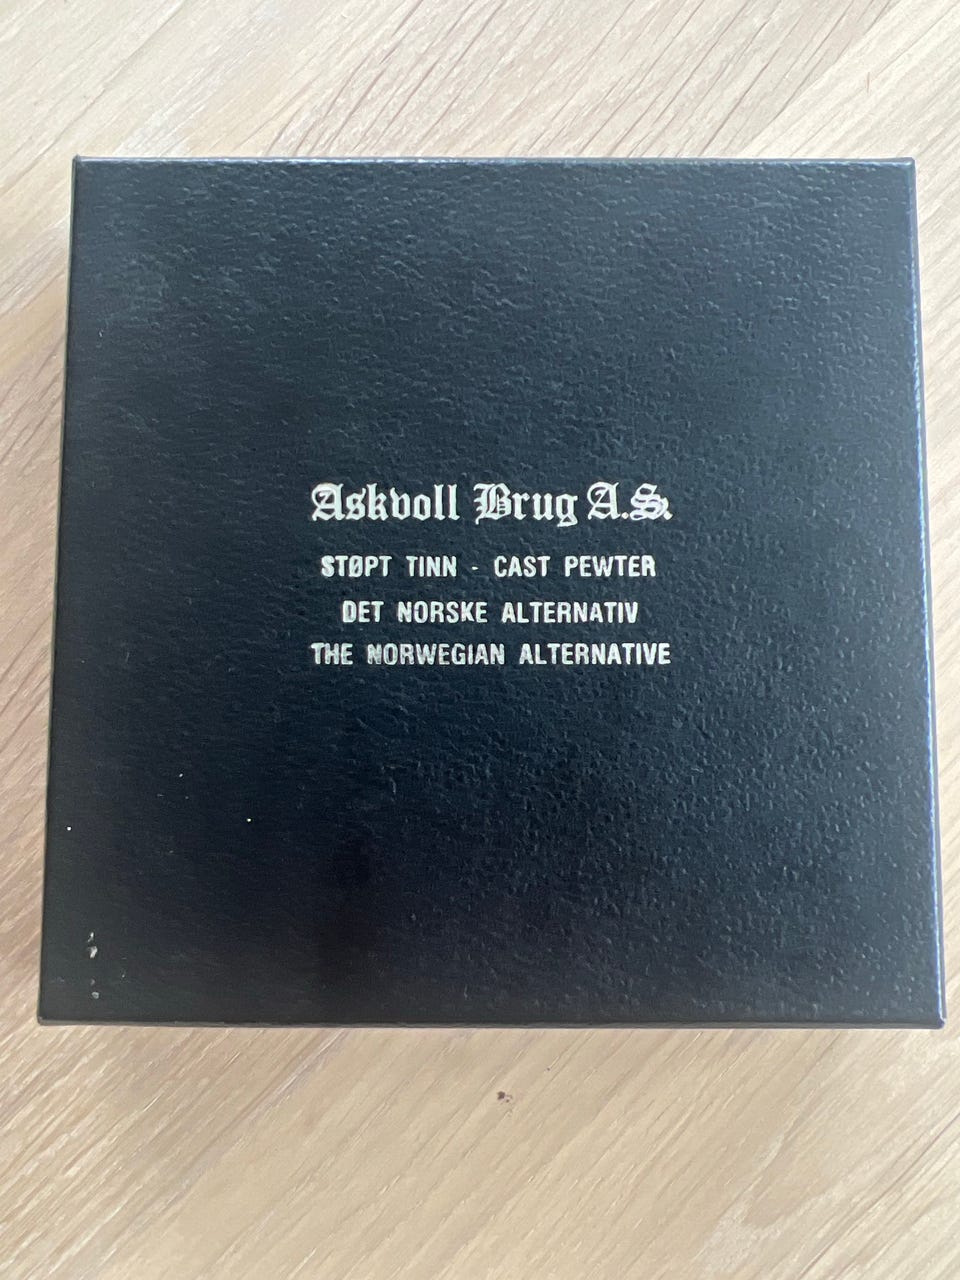 Askvoll Brug A.S.
STØPT TINN - CAST PEWTER
DET NORSKE ALTERNATIV
THE NORWEGIAN ALTERNATIVE